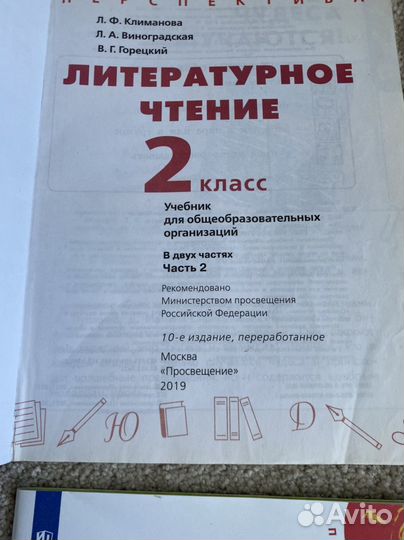 ПЕРСПЕКТИВА
Л. Ф. Климанова
Л. А. Виноградская
В. Г. Горецкий
ЛИТЕРАТУРНОЕ
ЧТЕНИЕ
2 КЛАСС
Учебник
для общеобразовательных
организаций
В двух частях
Часть 2
Рекомендовано
Министерством просвещения
Российской Федерации
10-е издание, переработанное
Москва
«Просвещение»
2019
Ю
Д
Avito